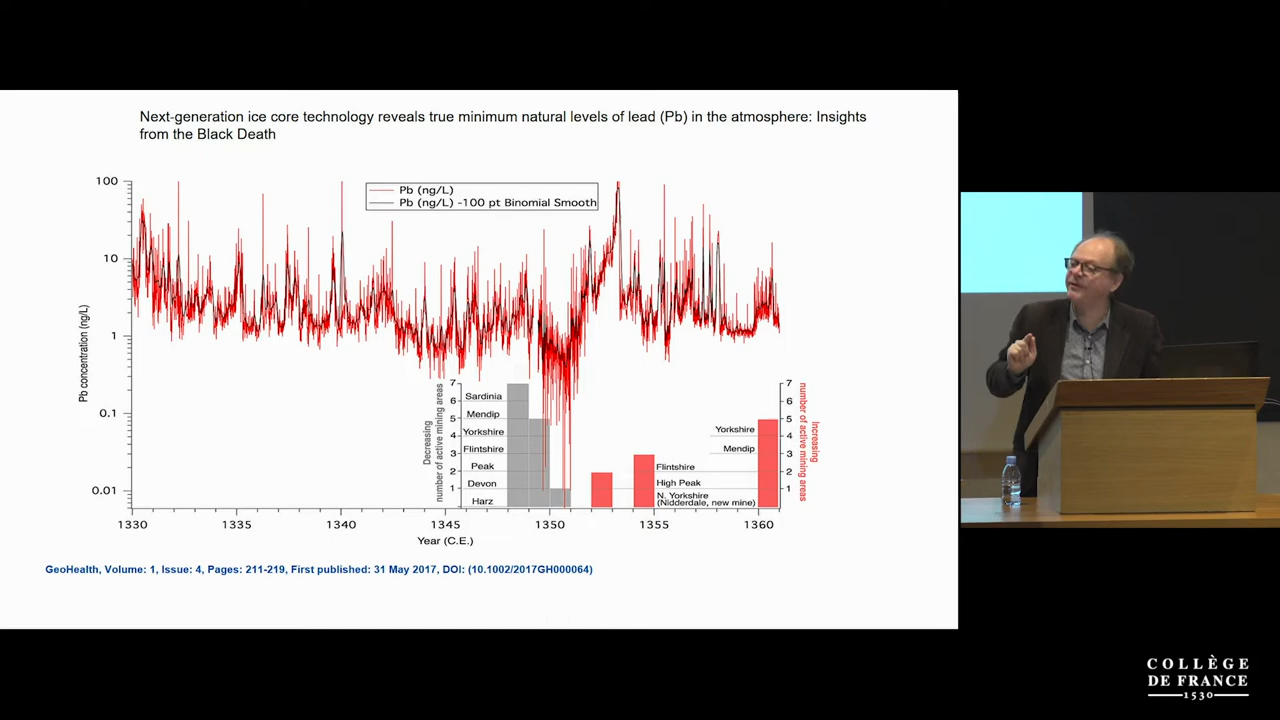 Next-generation ice core technology reveals true minimum natural levels of lead (Pb) in the atmosphere: Insights
from the Black Death
Pb (ng/L)
Pb (ng/L) -100 pt Binomial Smooth
100
10
1
0.1
0.01
Pb concentration (ng/L)
Decreasing
number of active mining areas
7
6
5
4
3
2
1
Sardinia
Mendip
Yorkshire
Flintshire
Peak
Devon
Harz
Flintshire
High Peak
N. Yorkshire
(Nidderdale, new mine)
Yorkshire
Mendip
7
6
5
4
3
2
1
Increasing
number of active mining areas
1330
1335
1340
1345
1350
1355
1360
Year (C.E.)
GeoHealth, Volume: 1, Issue: 4, Pages: 211-219, First published: 31 May 2017, DOI: (10.1002/2017GH000064)
COLLÈGE
DE FRANCE
1530